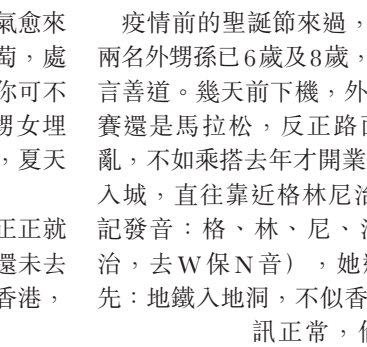 氣愈來
萄，處
你可不
甥女埋
，夏天
正正就
還未去
香港，
疫情前的聖誕節來過，
兩名外甥孫已6歲及8歲，
言善道。幾天前下機，外
賽還是馬拉松，反正路面
亂，不如乘搭去年才開業
入城，直往靠近格林尼治
記發音：格、林、尼、
治，去W保N音），她
先：地鐵入地洞，不似香
訊正常，